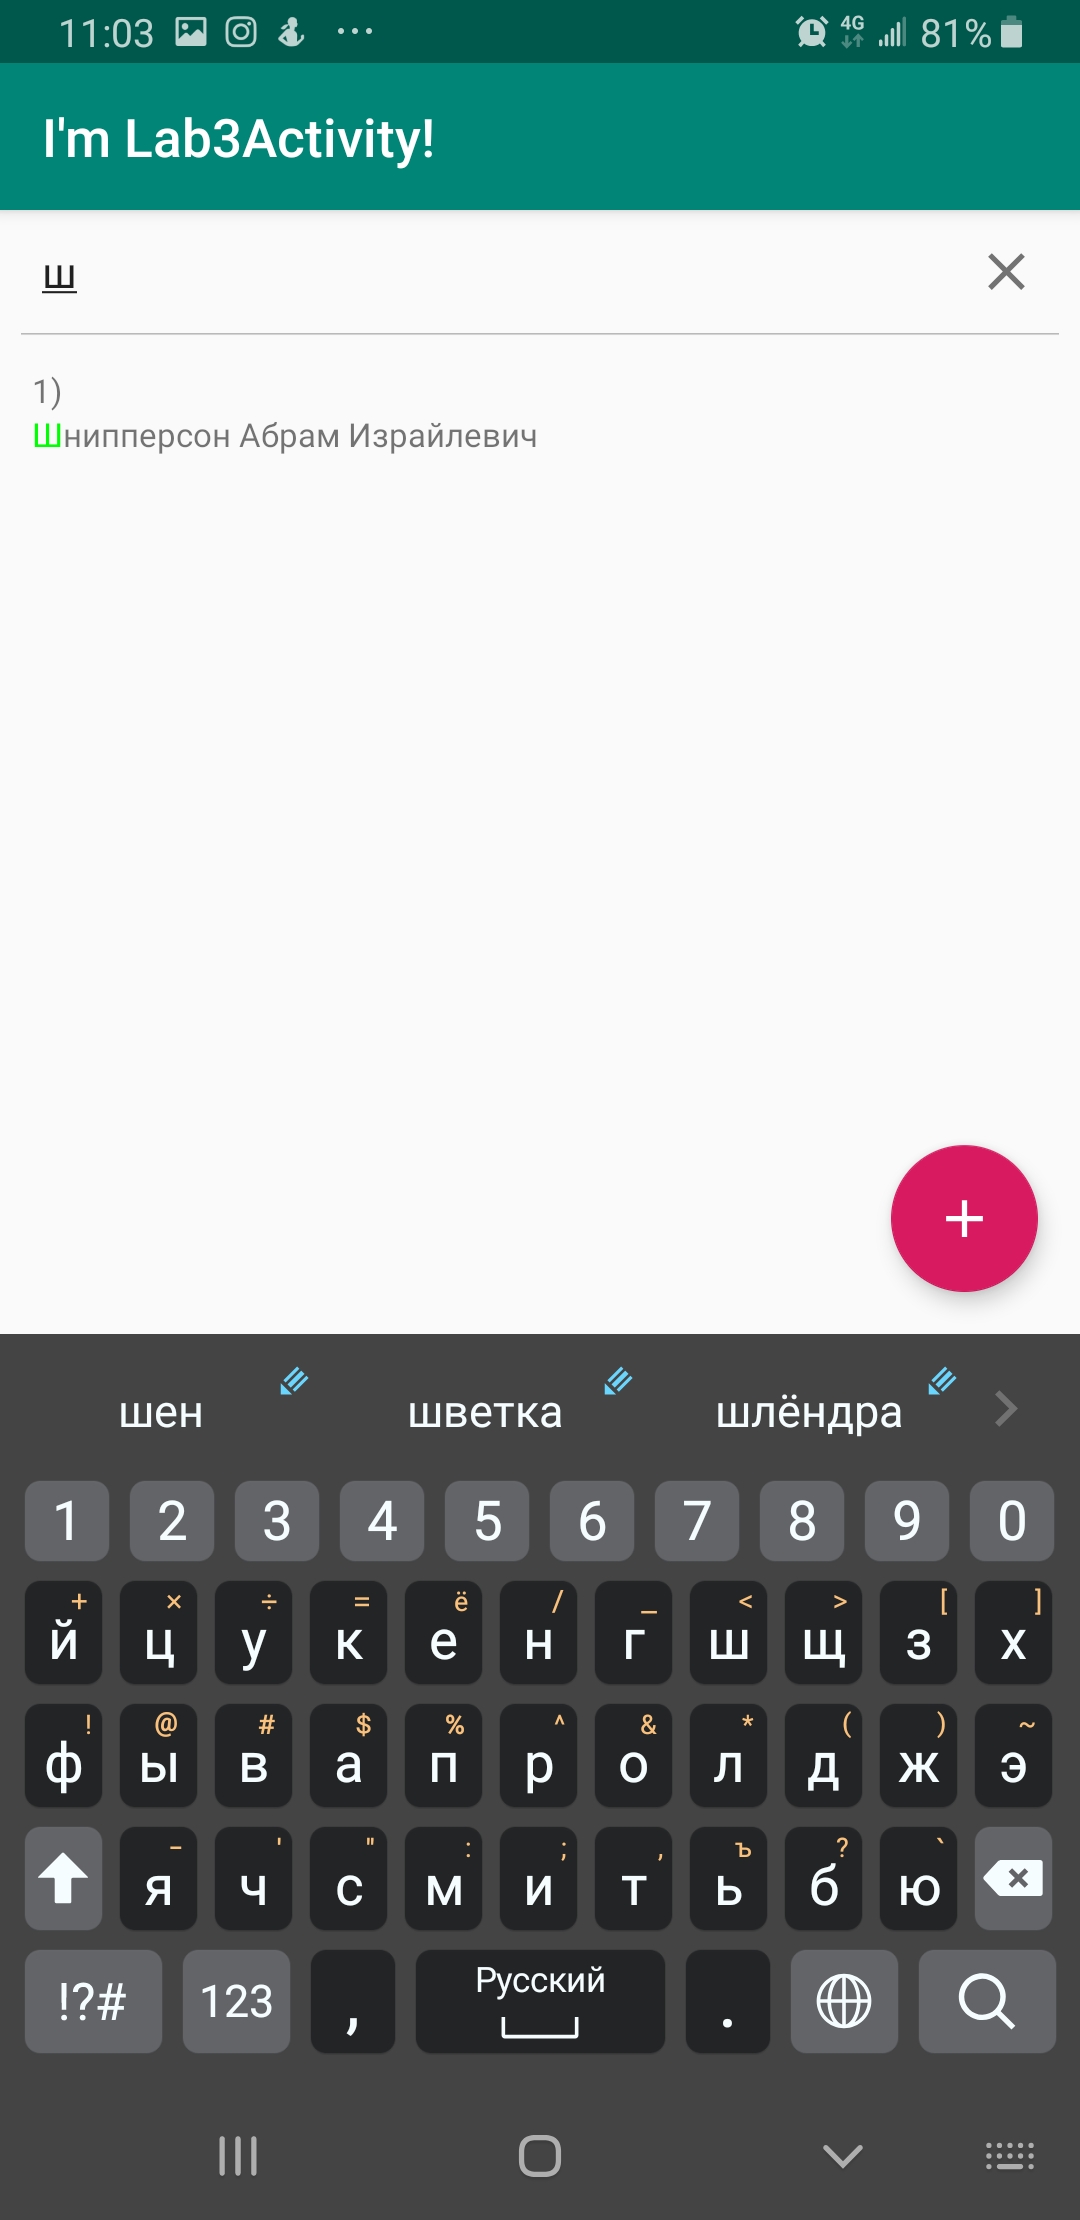 11:03 4G 81%
I'm Lab3Activity!
ш
1)
Шнипперсон Абрам Израйлевич
+
шен шветка шлёндра
1 2 3 4 5 6 7 8 9 0
+ × ÷ = ё / _ < > [ ]
й ц у к е н г ш щ з х
! @ # $ % ^ & * ( ) ~
ф ы в а п р о л д ж э
- ' " : ; , ъ ? `
я ч с м и т ь б ю
!?# 123 , Русский .